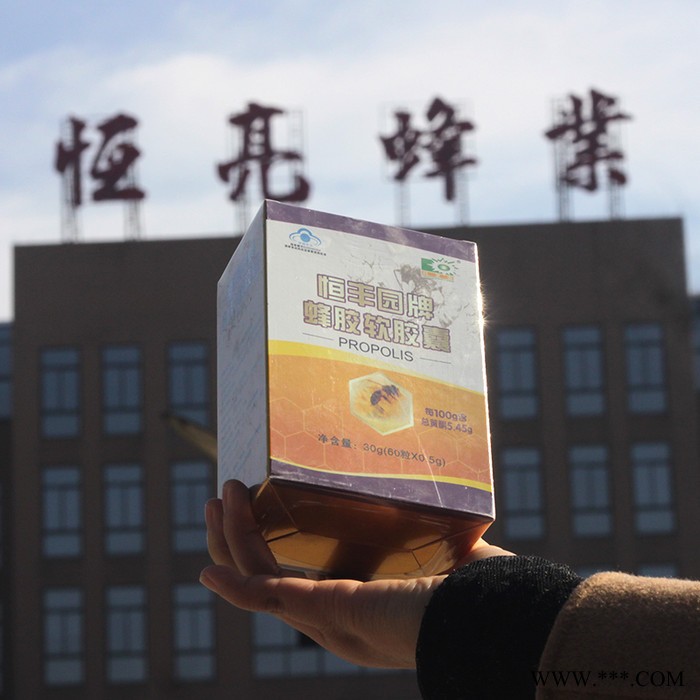 恒亮蜂業
恒丰园牌
蜂胶软胶囊
PROPOLIS
每100g含
总黄酮5.45g
净含量：30g(60粒X0.5g)
WWW.***.COM